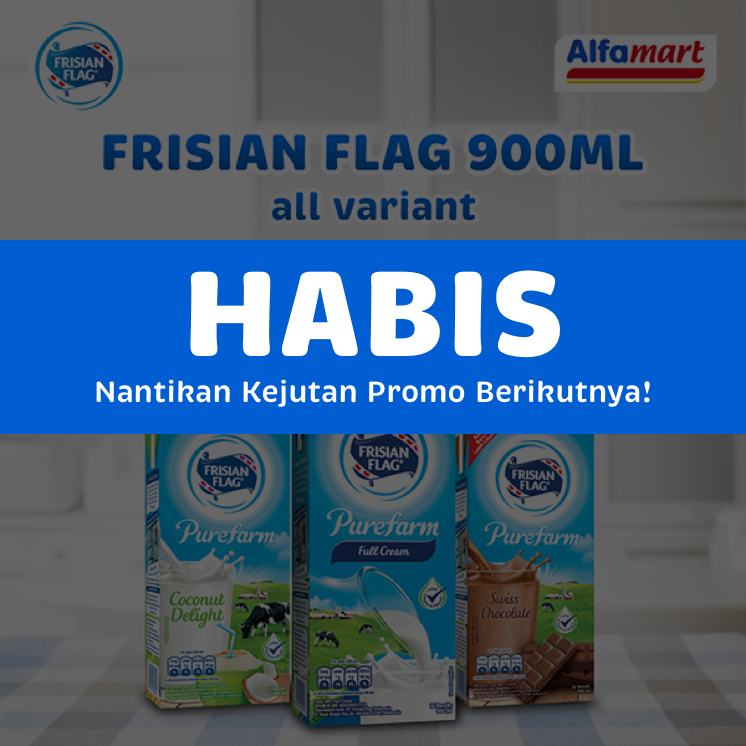 FRISIAN
FLAG
Alfamart
FRISIAN FLAG 900ML
all variant
HABIS
Nantikan Kejutan Promo Berikutnya!
FRISIAN
FLAG
Purefarm
Coconut
Delight
FRISIAN
FLAG
Purefarm
Full Cream
FRISIAN
FLAG
Purefarm
Swiss
Chocolate